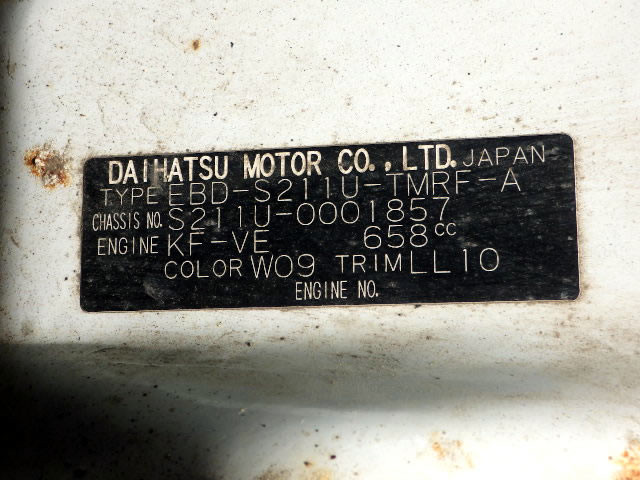 DAIHATSU MOTOR CO., LTD. JAPAN
TYPE EBD-S211U-TMRF-A
CHASSIS NO. S211U-0001857
ENGINE KF-VE 658cc
COLOR W09 TRIM LL10
ENGINE NO.